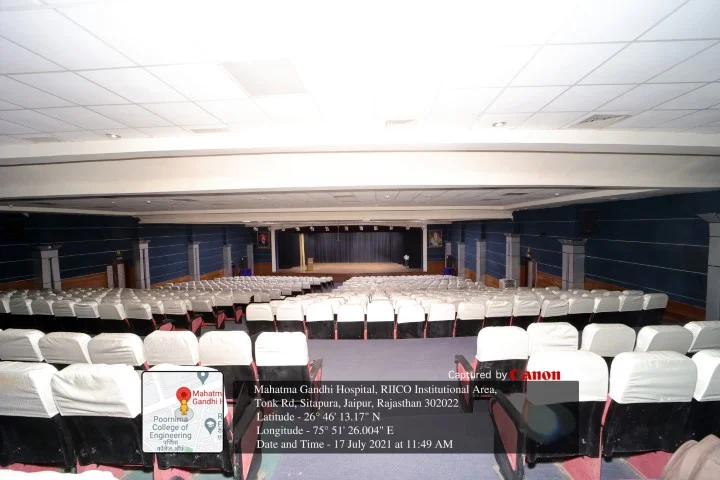 Captured by Canon
Mahatma Gandhi Hospital, RIICO Institutional Area,
Tonk Rd, Sitapura, Jaipur, Rajasthan 302022
Latitude - 26° 46' 13.17" N
Longitude - 75° 51' 26.004" E
Date and Time - 17 July 2021 at 11:49 AM
Mahatm
Gandhi H
Poornima
College of
Engineering